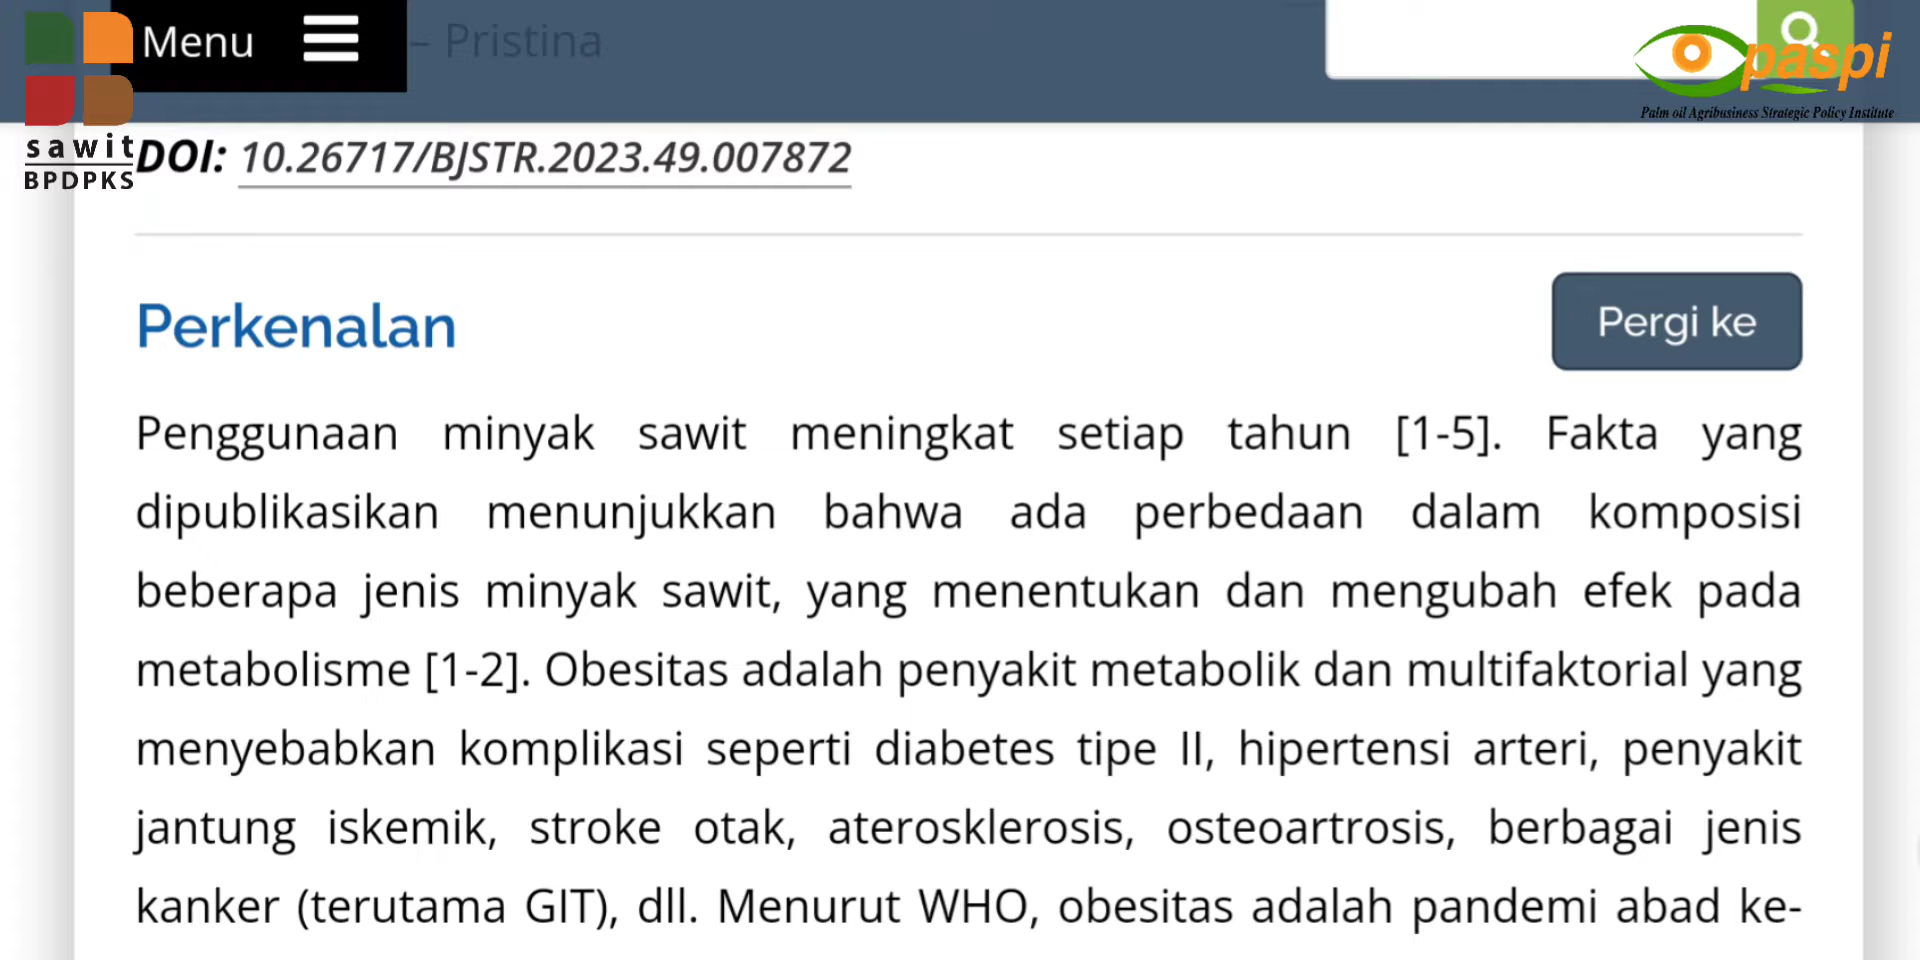 Menu
– Pristina
paspi
Palm oil Agribusiness Strategic Policy Institute
sawit
BPDPKS
DOI: 10.26717/BJSTR.2023.49.007872
Perkenalan
Pergi ke
Penggunaan minyak sawit meningkat setiap tahun [1-5]. Fakta yang
dipublikasikan menunjukkan bahwa ada perbedaan dalam komposisi
beberapa jenis minyak sawit, yang menentukan dan mengubah efek pada
metabolisme [1-2]. Obesitas adalah penyakit metabolik dan multifaktorial yang
menyebabkan komplikasi seperti diabetes tipe II, hipertensi arteri, penyakit
jantung iskemik, stroke otak, aterosklerosis, osteoartrosis, berbagai jenis
kanker (terutama GIT), dll. Menurut WHO, obesitas adalah pandemi abad ke-